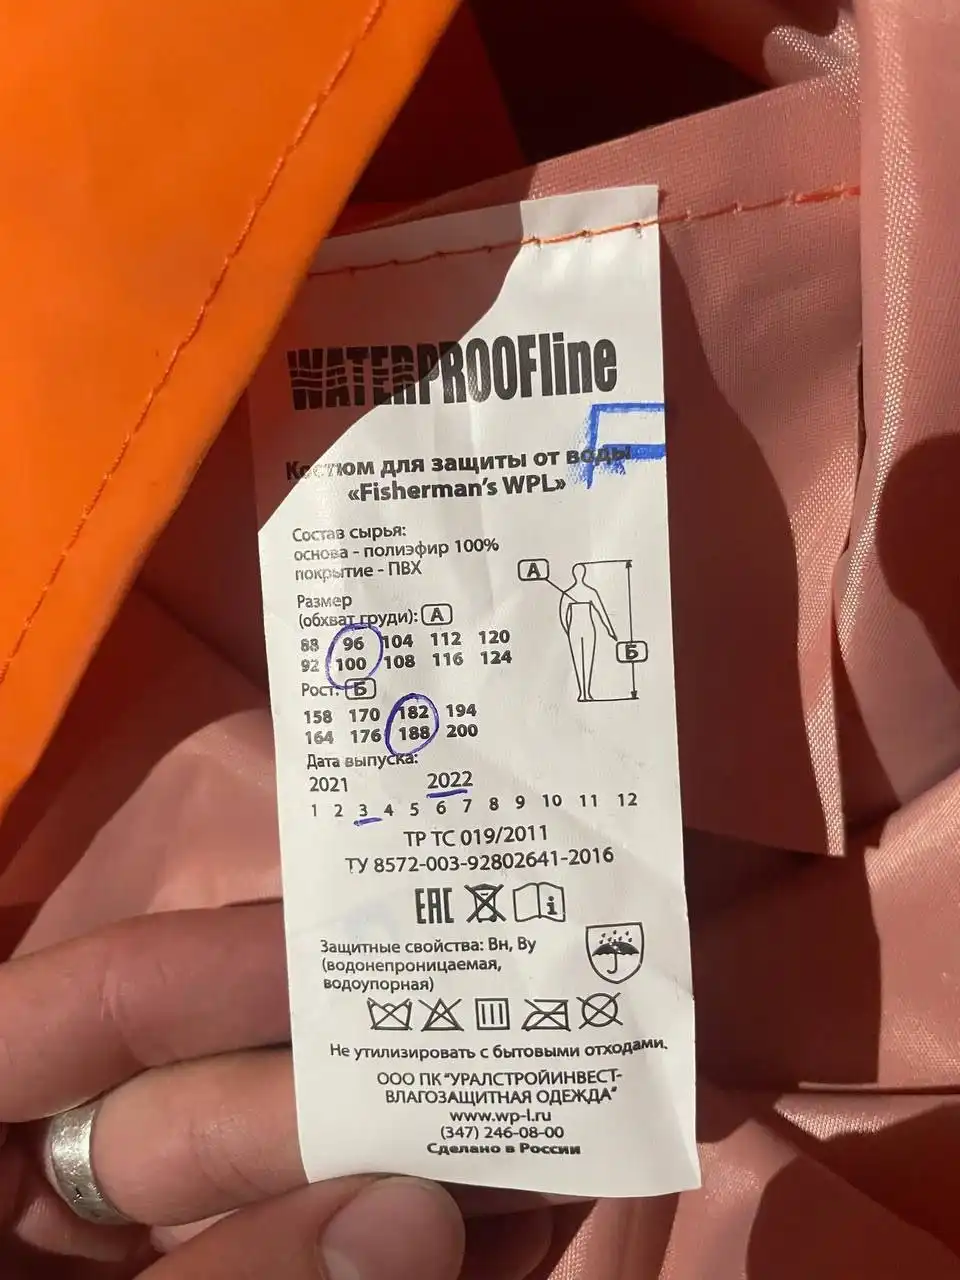 WATERPROOFline
Костюм для защиты от воды
«Fisherman's WPL»
Состав сырья:
основа - полиэфир 100%
покрытие - ПВХ
Размер
(обхват груди): А
88 96 104 112 120
92 100 108 116 124
Рост: Б
158 170 182 194
164 176 188 200
А
Б
Дата выпуска:
2021 2022
1 2 3 4 5 6 7 8 9 10 11 12
ТР ТС 019/2011
ТУ 8572-003-92802641-2016
ЕАС
Защитные свойства: Вн, Ву
(водонепроницаемая,
водоупорная)
Не утилизировать с бытовыми отходами.
ООО ПК "УРАЛСТРОЙИНВЕСТ-
ВЛАГОЗАЩИТНАЯ ОДЕЖДА"
www.wp-l.ru
(347) 246-08-00
Сделано в России